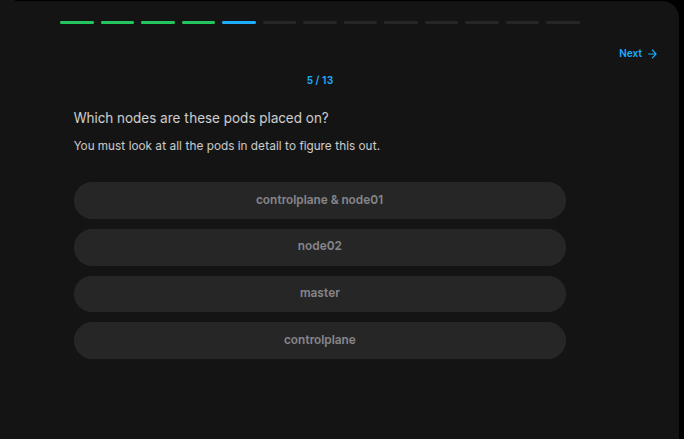 Next →
5 / 13
Which nodes are these pods placed on?
You must look at all the pods in detail to figure this out.
controlplane & node01
node02
master
controlplane